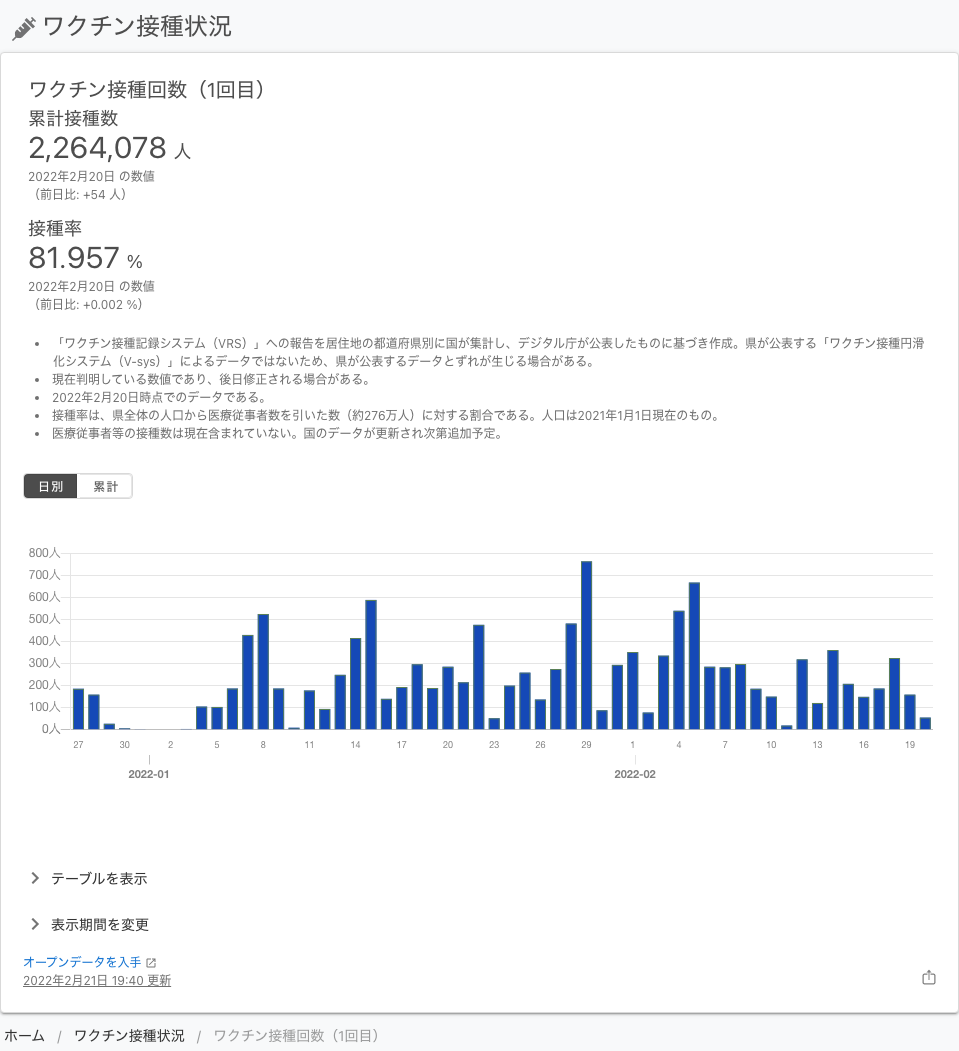 ワクチン接種状況
ワクチン接種回数（1回目）
累計接種数
2,264,078 人
2022年2月20日 の数値
（前日比: +54 人）
接種率
81.957 %
2022年2月20日 の数値
（前日比: +0.002 %）
• 「ワクチン接種記録システム（VRS）」への報告を居住地の都道府県別に国が集計し、デジタル庁が公表したものに基づき作成。県が公表する「ワクチン接種円滑
化システム（V-sys）」によるデータではないため、県が公表するデータとずれが生じる場合がある。
• 現在判明している数値であり、後日修正される場合がある。
• 2022年2月20日時点でのデータである。
• 接種率は、県全体の人口から医療従事者数を引いた数（約276万人）に対する割合である。人口は2021年1月1日現在のもの。
• 医療従事者等の接種数は現在含まれていない。国のデータが更新され次第追加予定。
日別 累計
800人
700人
600人
500人
400人
300人
200人
100人
0人
27 30 2 5 8 11 14 17 20 23 26 29 1 4 7 10 13 16 19
2022-01 2022-02
テーブルを表示
表示期間を変更
オープンデータを入手
2022年2月21日 19:40 更新
ホーム / ワクチン接種状況 / ワクチン接種回数（1回目）